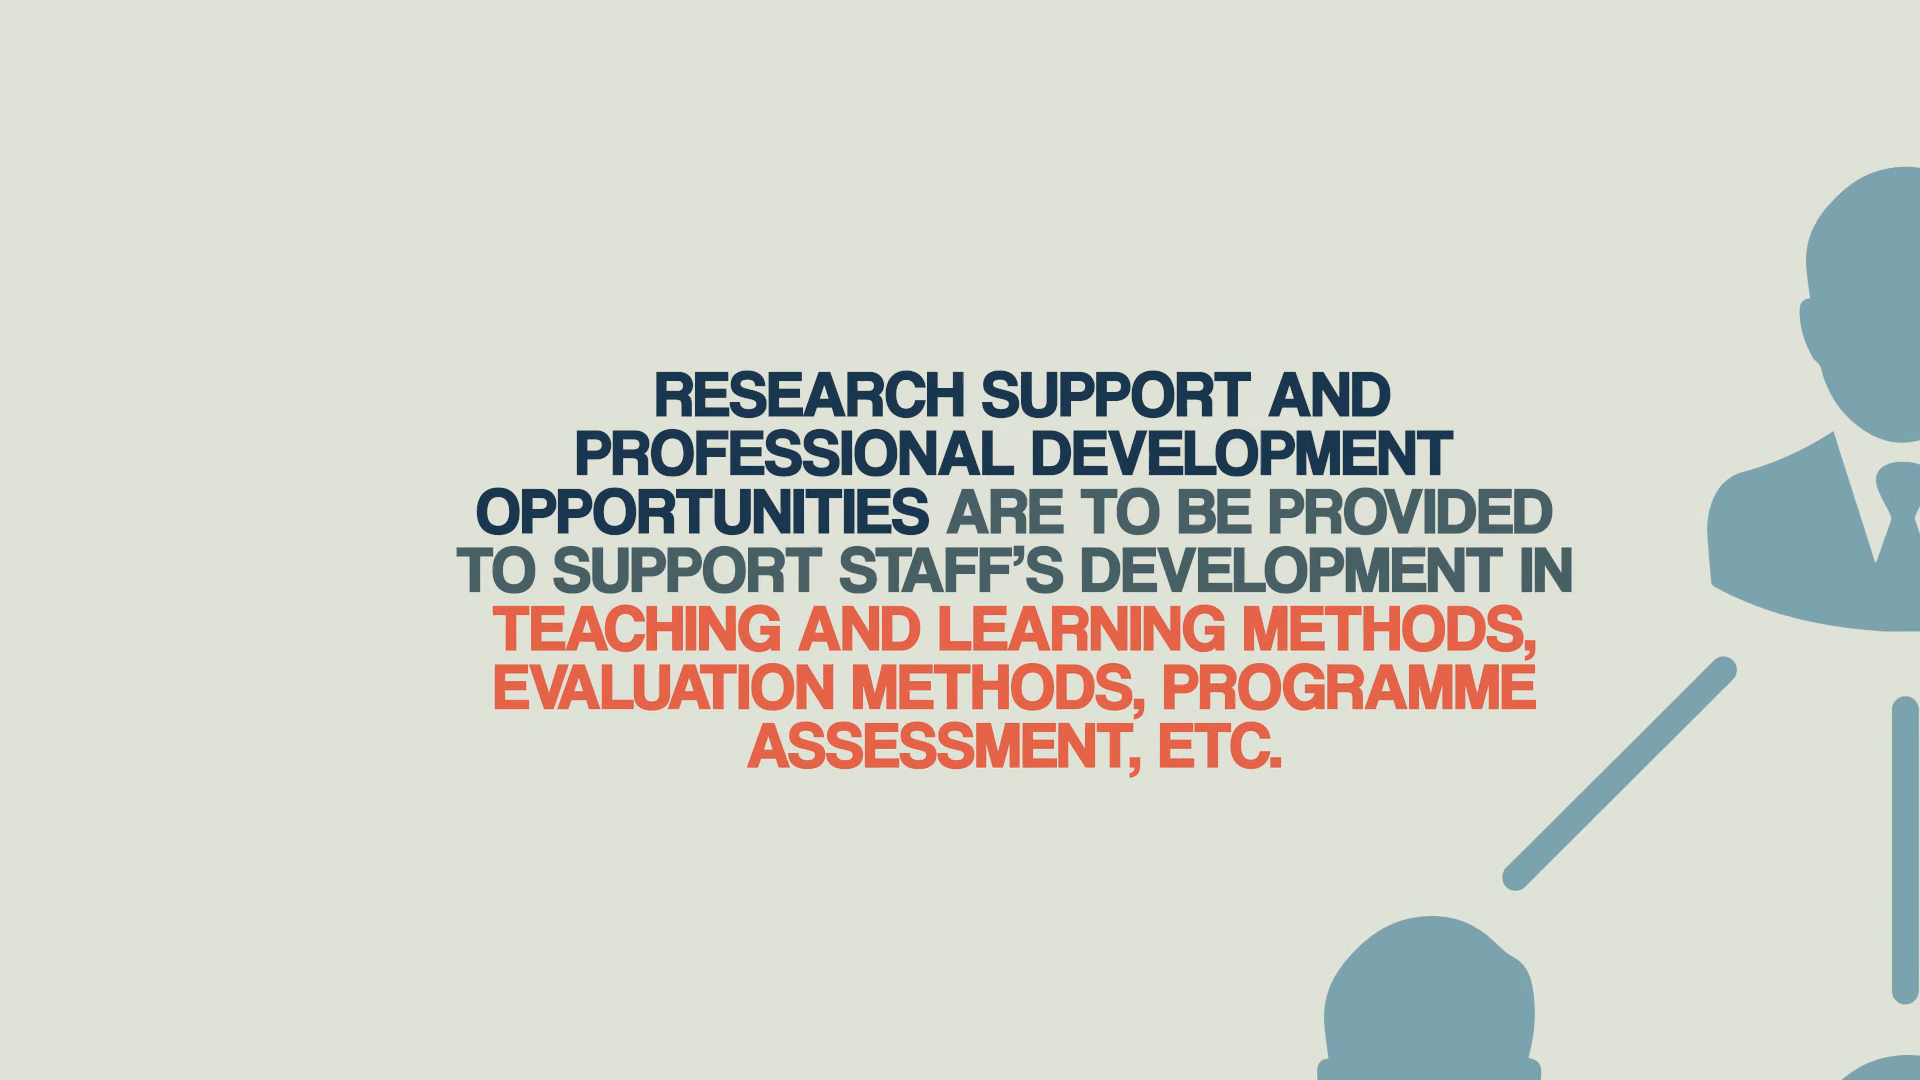 RESEARCH SUPPORT AND
PROFESSIONAL DEVELOPMENT
OPPORTUNITIES ARE TO BE PROVIDED
TO SUPPORT STAFF’S DEVELOPMENT IN
TEACHING AND LEARNING METHODS,
EVALUATION METHODS, PROGRAMME
ASSESSMENT, ETC.